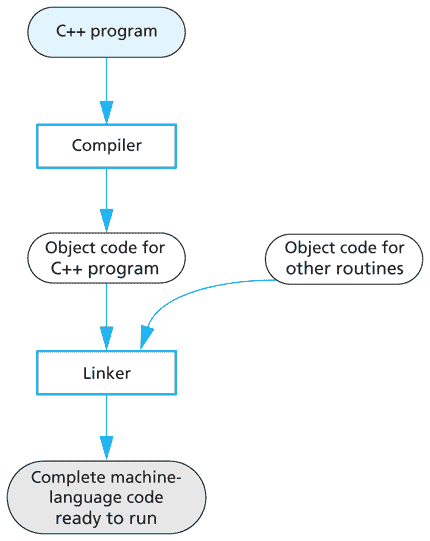 C++ program
Compiler
Object code for
C++ program
Object code for
other routines
Linker
Complete machine-
language code
ready to run